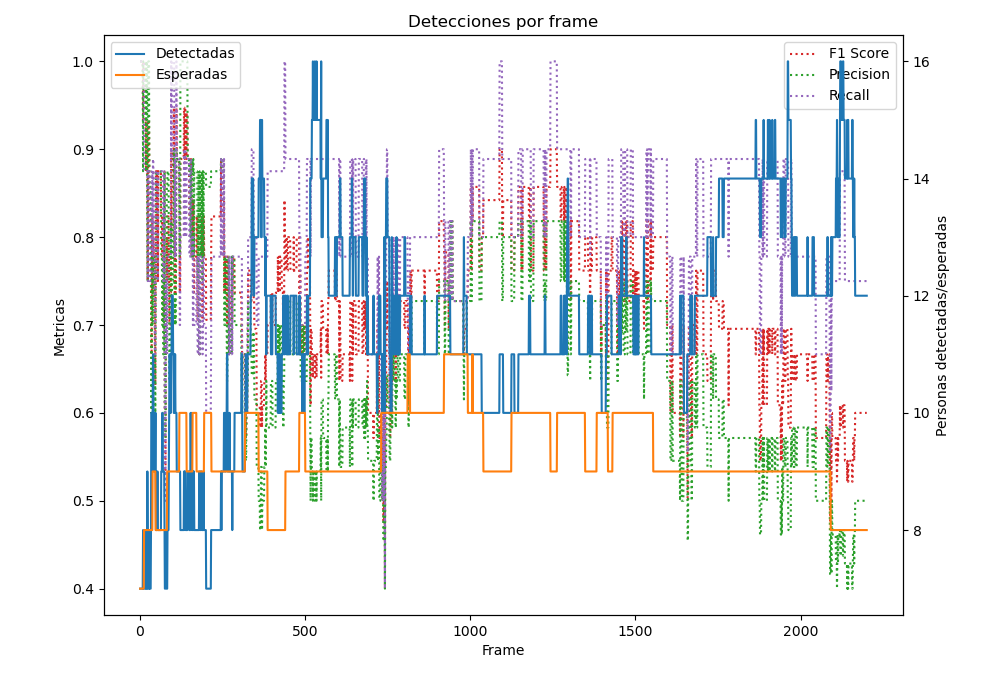 Detecciones por frame
Detectadas
Esperadas
F1 Score
Precision
Recall
1.0
0.9
0.8
0.7
0.6
0.5
0.4
Metricas
16
14
12
10
8
Personas detectadas/esperadas
0
500
1000
1500
2000
Frame